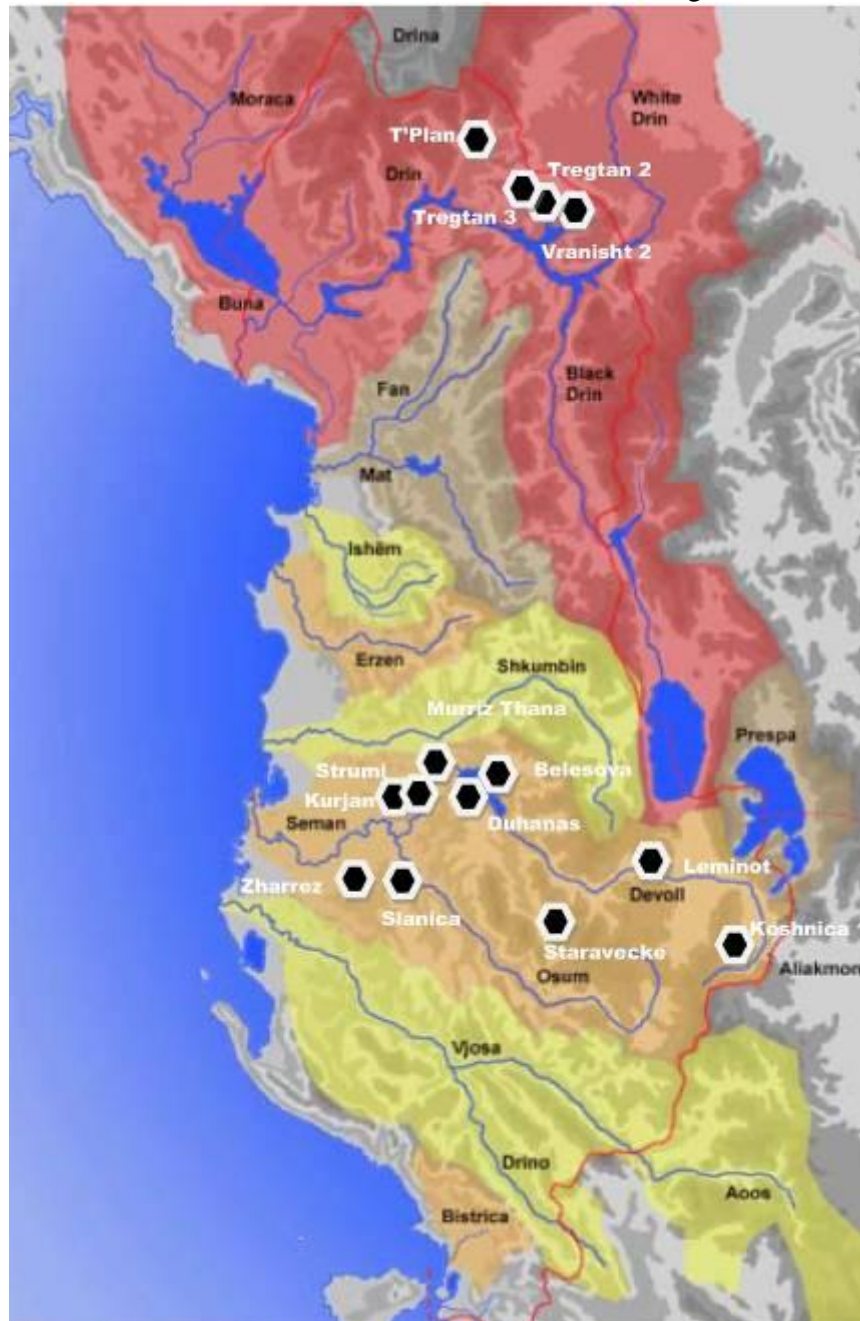 Drina
Moraca
White
Drin
T'Plan
Tregtan 2
Drin
Tregtan 3
Vranisht 2
Buna
Black
Drin
Fan
Mat
Ishëm
Erzen
Shkumbin
Murriz Thana
Prespa
Strumi
Belesova
Kurjan
Seman
Duhanas
Leminot
Zharrez
Devoll
Slanica
Koshnica 1
Staravecke
Aliakmon
Osum
Vjosa
Drino
Aoos
Bistrica